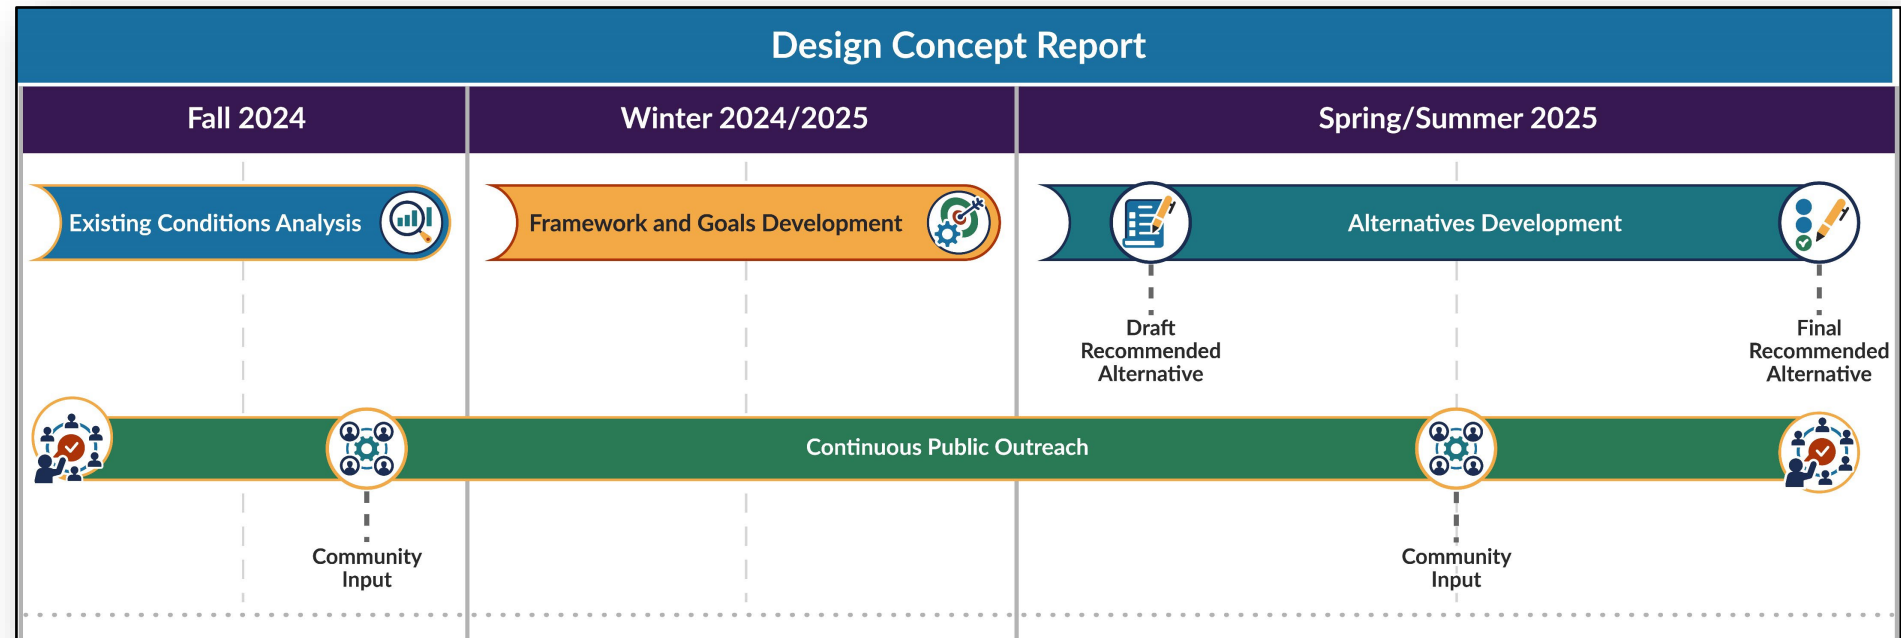 Design Concept Report
Fall 2024
Winter 2024/2025
Spring/Summer 2025
Existing Conditions Analysis
Framework and Goals Development
Alternatives Development
Draft
Recommended
Alternative
Final
Recommended
Alternative
Continuous Public Outreach
Community
Input
Community
Input